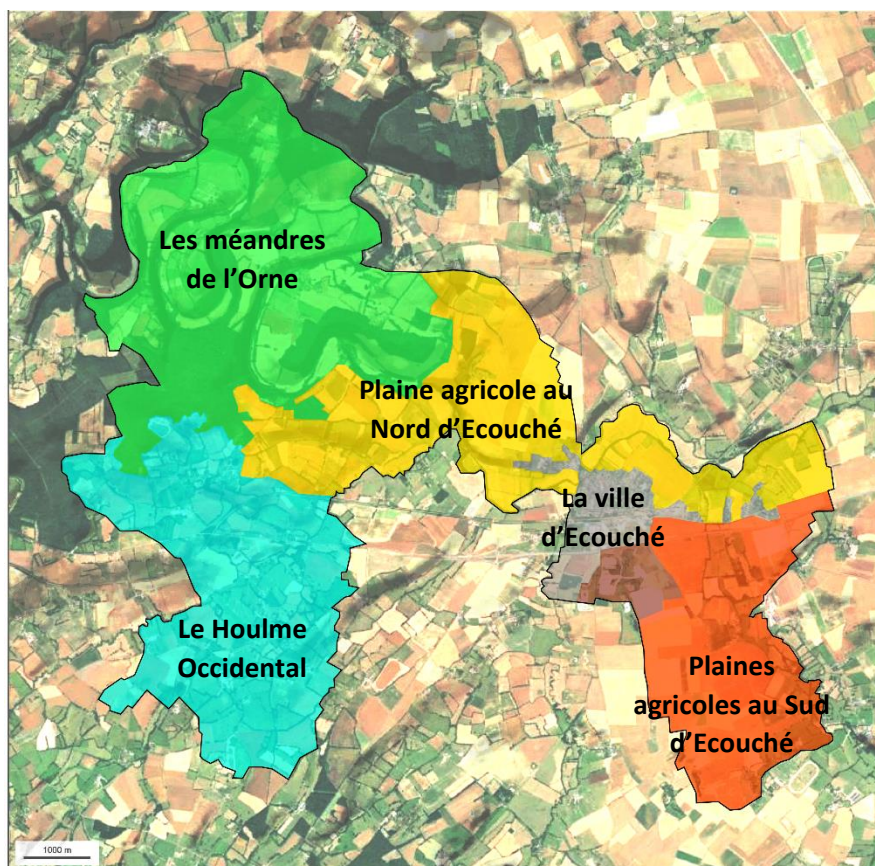 Les méandres
de l’Orne
Plaine agricole au
Nord d’Ecouché
La ville
d’Ecouché
Le Houlme
Occidental
Plaines
agricoles au Sud
d’Ecouché
1000 m